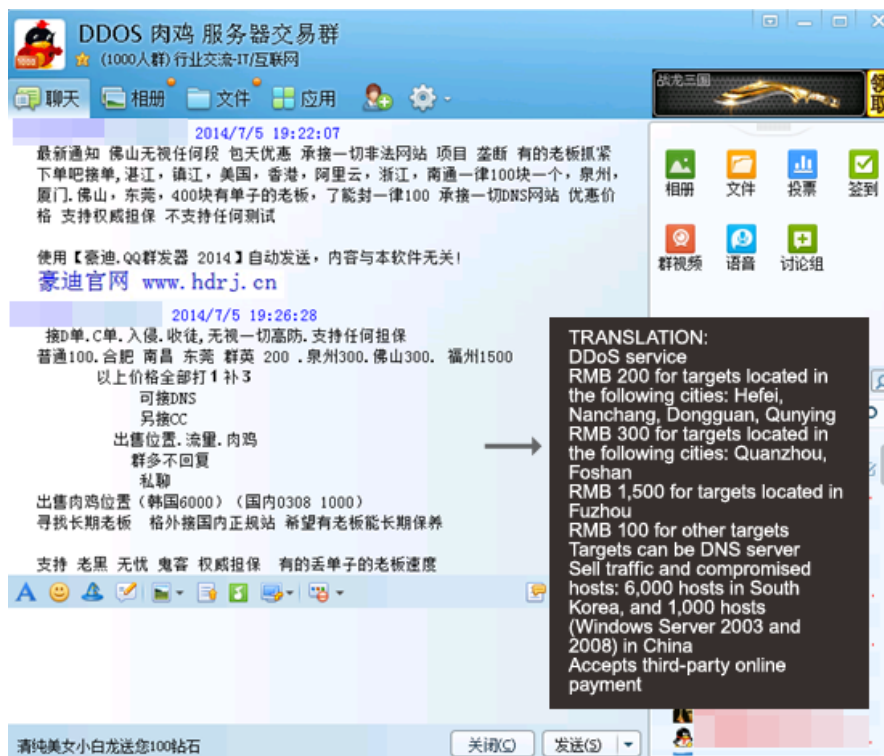 DDOS 肉鸡 服务器交易群
(1000人群) 行业交流-IT/互联网
聊天 相册 文件 应用
战龙三国
领取
2014/7/5 19:22:07
最新通知 佛山无视任何段 包天优惠 承接一切非法网站 项目 垄断 有的老板抓紧
下单吧接单,湛江，镇江，美国，香港，阿里云，浙江，南通一律100块一个，泉州，
厦门.佛山，东莞，400块有单子的老板，了能封一律100 承接一切DNS网站 优惠价
格 支持权威担保 不支持任何测试
使用【豪迪.QQ群发器 2014】自动发送，内容与本软件无关!
豪迪官网 www.hdrj.cn
2014/7/5 19:26:28
接D单.C单.入侵.收徒,无视一切高防.支持任何担保
普通100.合肥 南昌 东莞 群英 200 .泉州300.佛山300. 福州1500
以上价格全部打1补3
可接DNS
另接CC
出售位置.流量.肉鸡
群多不回复
私聊
出售肉鸡位置（韩国6000）（国内0308 1000）
寻找长期老板 格外接国内正规站 希望有老板能长期保养
支持 老黑 无忧 鬼客 权威担保 有的丢单子的老板速度
相册 文件 投票 签到
群视频 语音 讨论组
TRANSLATION:
DDoS service
RMB 200 for targets located in
the following cities: Hefei,
Nanchang, Dongguan, Qunying
RMB 300 for targets located in
the following cities: Quanzhou,
Foshan
RMB 1,500 for targets located in
Fuzhou
RMB 100 for other targets
Targets can be DNS server
Sell traffic and compromised
hosts: 6,000 hosts in South
Korea, and 1,000 hosts
(Windows Server 2003 and
2008) in China
Accepts third-party online
payment
清纯美女小白龙送您100钻石
关闭(C) 发送(S)